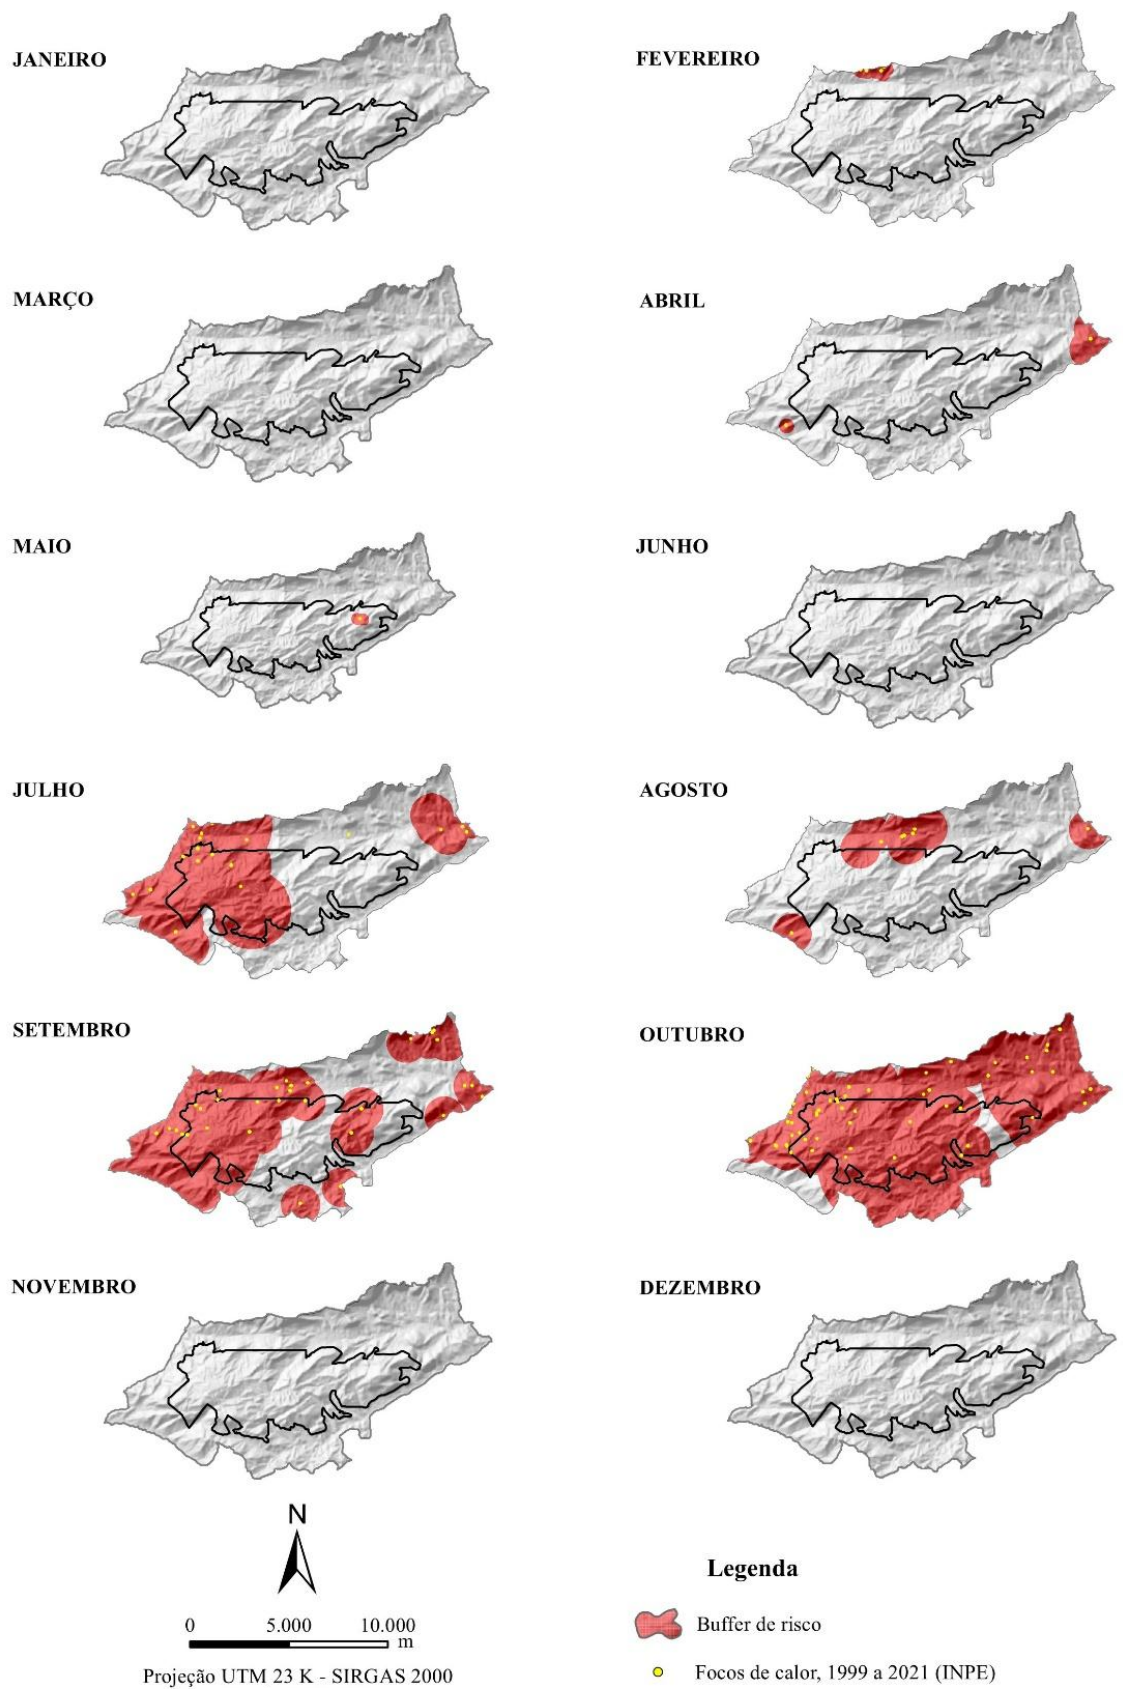 JANEIRO
FEVEREIRO
MARÇO
ABRIL
MAIO
JUNHO
JULHO
AGOSTO
SETEMBRO
OUTUBRO
NOVEMBRO
DEZEMBRO
N
0 5.000 10.000
m
Projeção UTM 23 K - SIRGAS 2000
Legenda
Buffer de risco
Focos de calor, 1999 a 2021 (INPE)